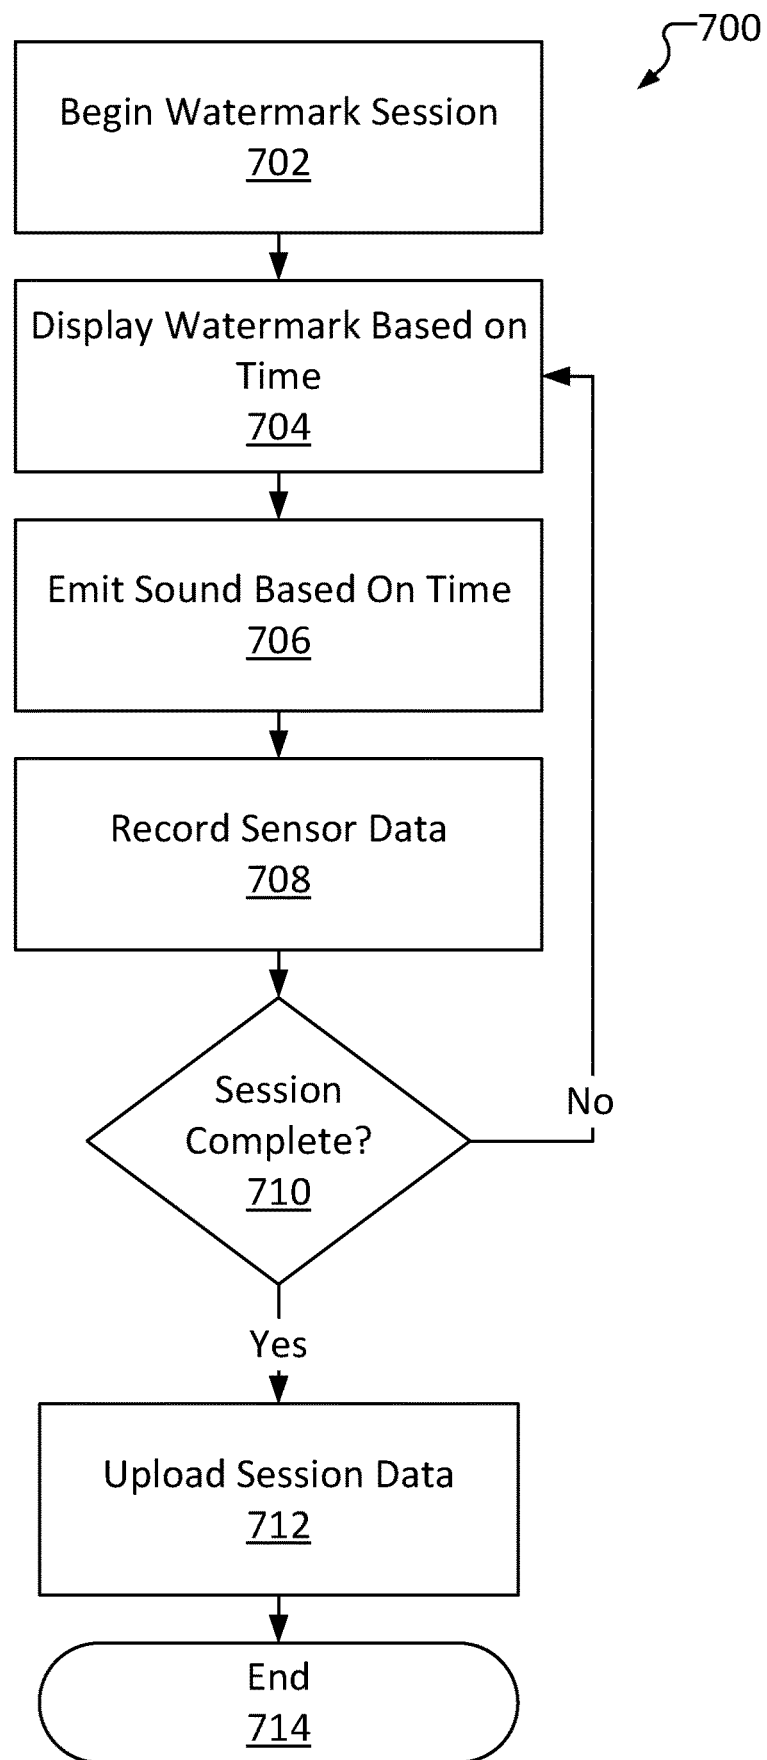 700
Begin Watermark Session
702
Display Watermark Based on
Time
704
Emit Sound Based On Time
706
Record Sensor Data
708
Session
Complete?
710
No
Yes
Upload Session Data
712
End
714